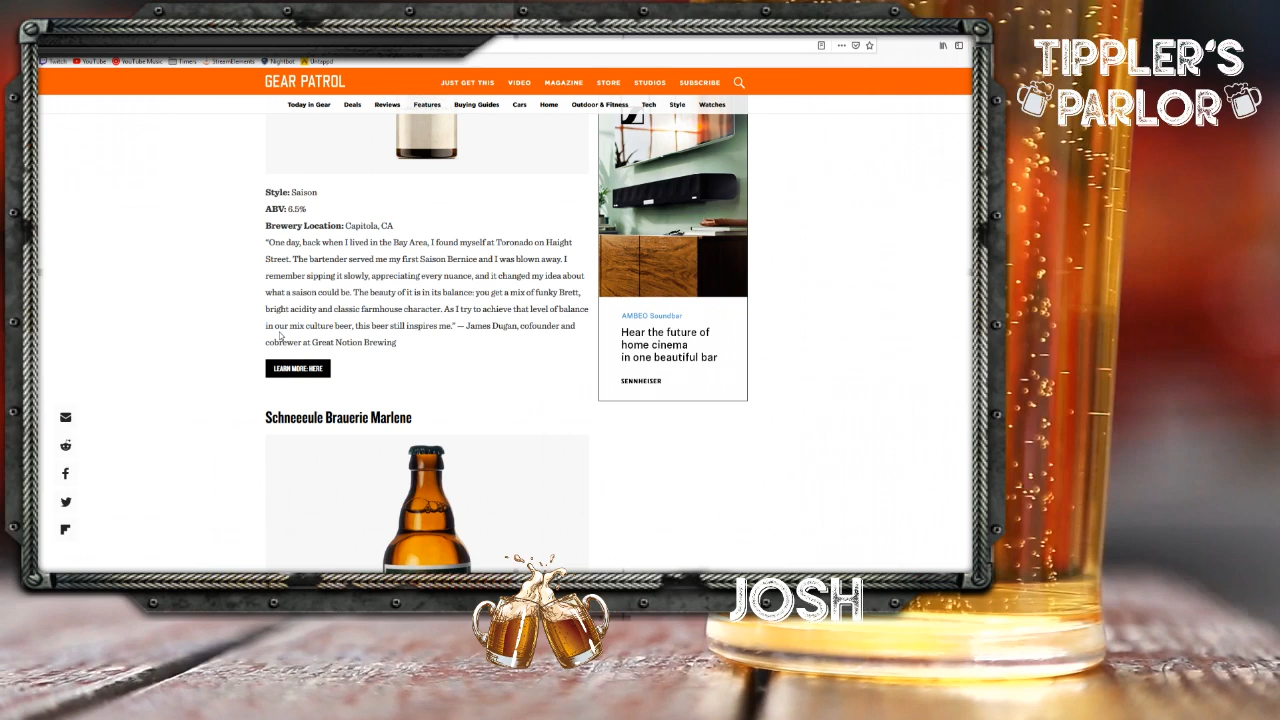 TIPPLER'S
PARLOR
Twitch YouTube YouTube Music Timers StreamElements Nightbot Untappd
GEAR PATROL
JUST GET THIS VIDEO MAGAZINE STORE STUDIOS SUBSCRIBE
Today in Gear Deals Reviews Features Buying Guides Cars Home Outdoor & Fitness Tech Style Watches
Style: Saison
ABV: 6.5%
Brewery Location: Capitola, CA
“One day, back when I lived in the Bay Area, I found myself at Toronado on Haight
Street. The bartender served me my first Saison Bernice and I was blown away. I
remember sipping it slowly, appreciating every nuance, and it changed my idea about
what a saison could be. The beauty of it is in its balance: you get a mix of funky Brett,
bright acidity and classic farmhouse character. As I try to achieve that level of balance
in our mix culture beer, this beer still inspires me.” — James Dugan, cofounder and
cobrewer at Great Notion Brewing
LEARN MORE: HERE
AMBEO Soundbar
Hear the future of
home cinema
in one beautiful bar
SENNHEISER
Schneeeule Brauerie Marlene
JOSH